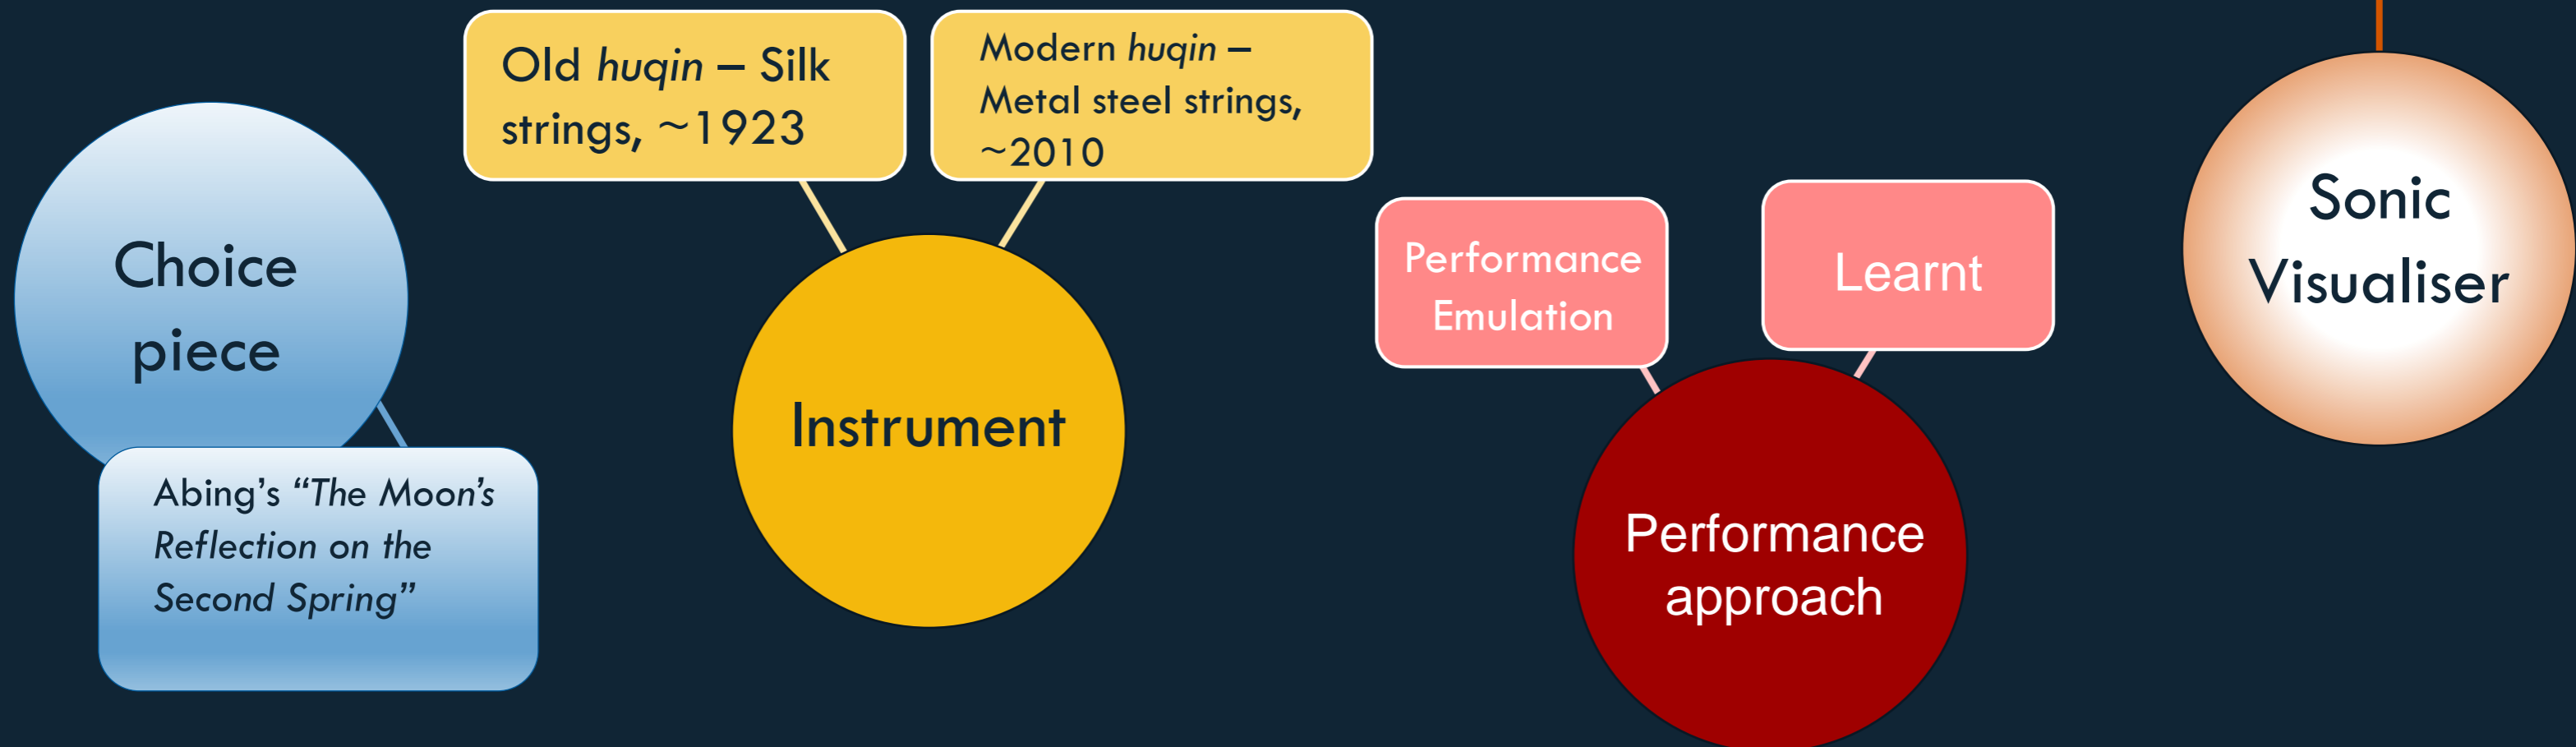 Choice
piece
Abing’s “The Moon’s
Reflection on the
Second Spring”
Old huqin – Silk
strings, ~1923
Modern huqin –
Metal steel strings,
~2010
Instrument
Performance
Emulation
Learnt
Performance
approach
Sonic
Visualiser